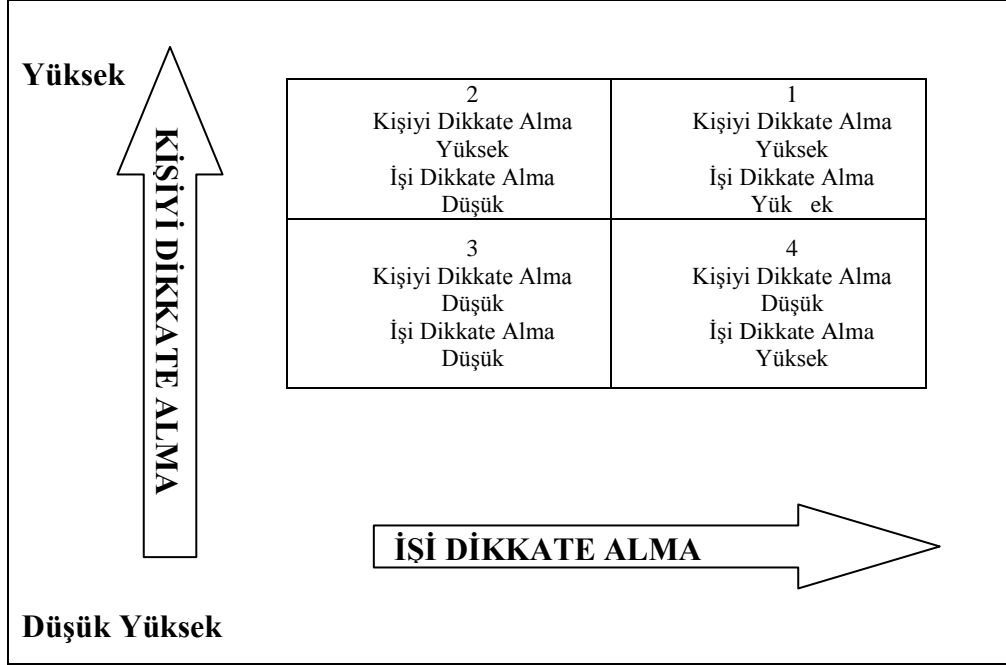 Yüksek
KİŞİYİ DİKKATE ALMA
2
Kişiyi Dikkate Alma
Yüksek
İşi Dikkate Alma
Düşük
1
Kişiyi Dikkate Alma
Yüksek
İşi Dikkate Alma
Yük ek
3
Kişiyi Dikkate Alma
Düşük
İşi Dikkate Alma
Düşük
4
Kişiyi Dikkate Alma
Düşük
İşi Dikkate Alma
Yüksek
İŞİ DİKKATE ALMA
Düşük Yüksek